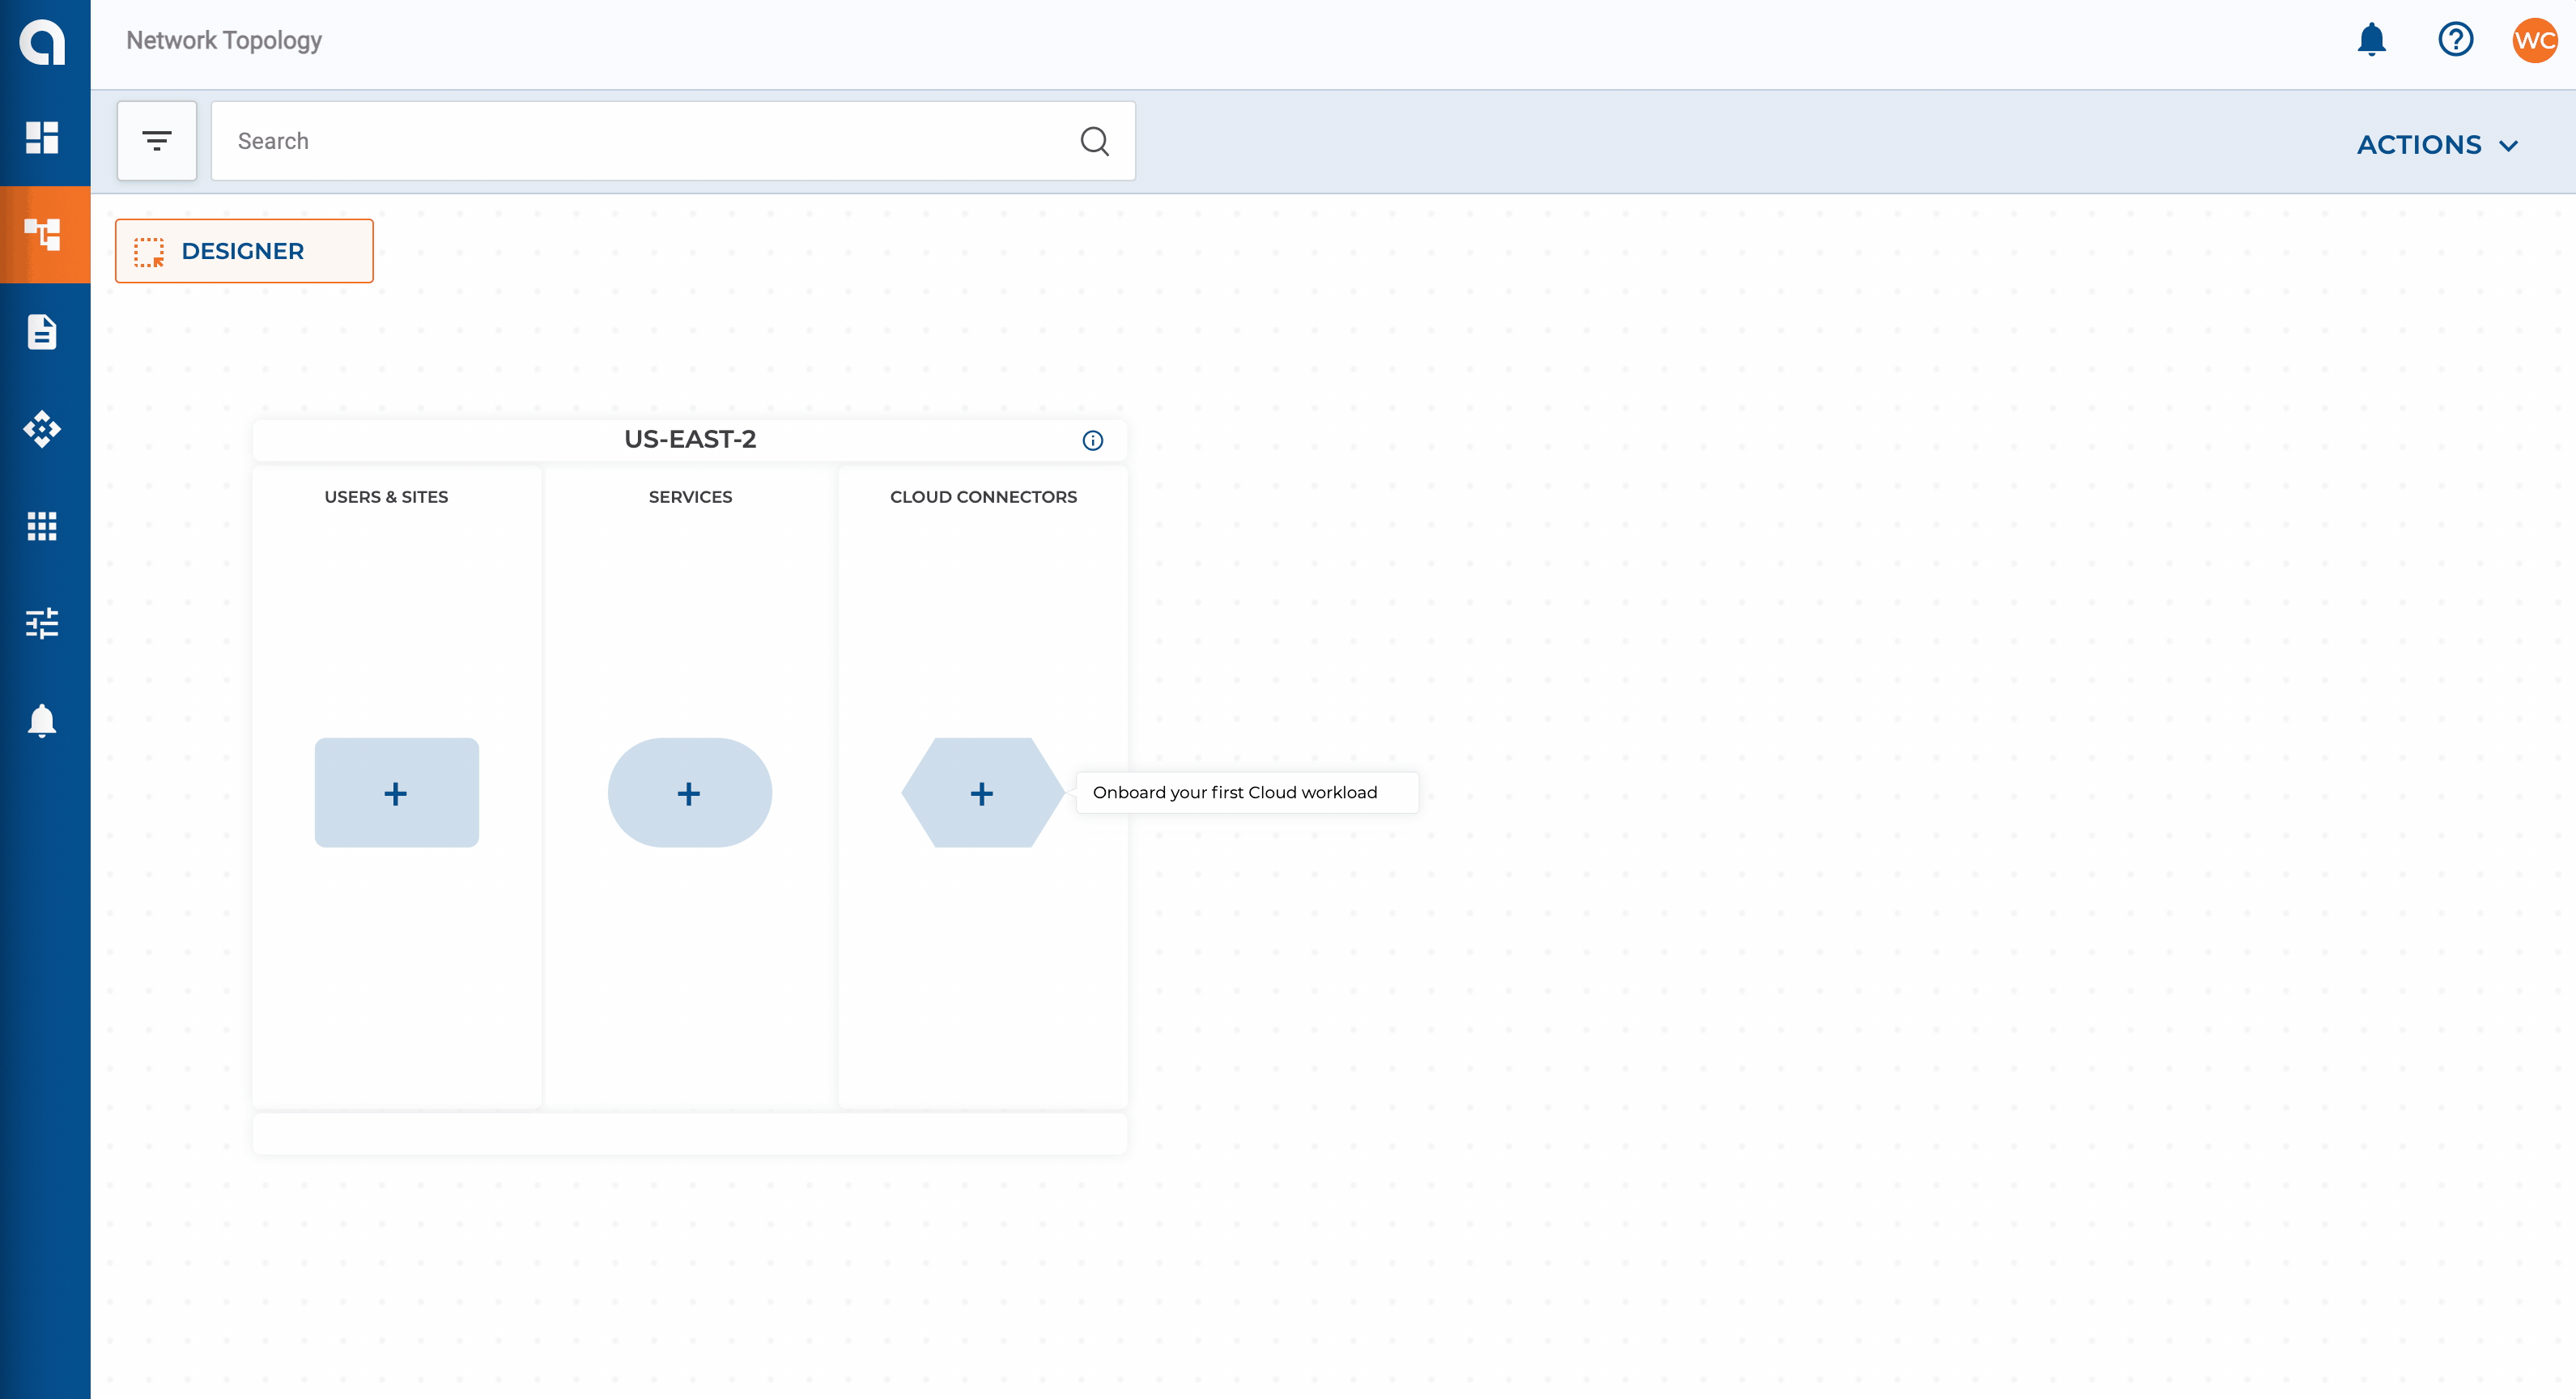 Network Topology
WC
Search
ACTIONS
DESIGNER
US-EAST-2
USERS & SITES
SERVICES
CLOUD CONNECTORS
Onboard your first Cloud workload